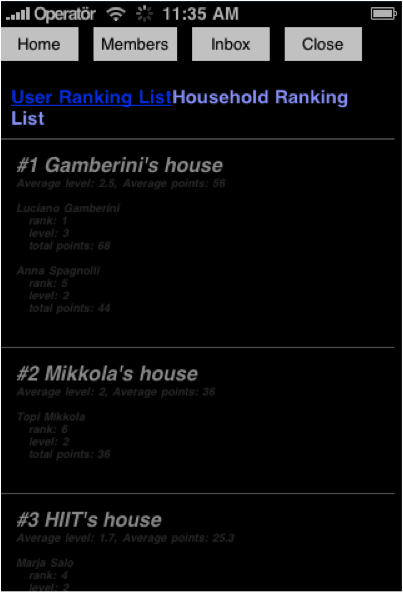 Operatör 11:35 AM
Home Members Inbox Close
User Ranking ListHousehold Ranking
List
#1 Gamberini's house
Average level: 2.5, Average points: 56
Luciano Gamberini
rank: 1
level: 3
total points: 68
Anna Spagnolli
rank: 5
level: 2
total points: 44
#2 Mikkola's house
Average level: 2, Average points: 36
Topi Mikkola
rank: 6
level: 2
total points: 36
#3 HIIT's house
Average level: 1.7, Average points: 25.3
Marja Salo
rank: 4
level: 2